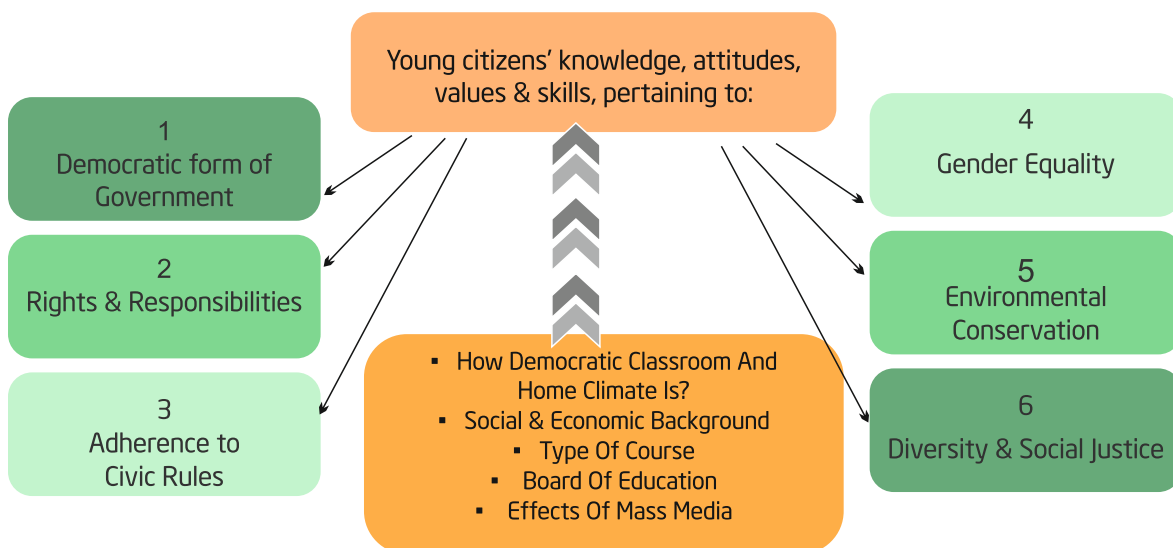 Young citizens’ knowledge, attitudes,
values & skills, pertaining to:
1
Democratic form of
Government
2
Rights & Responsibilities
3
Adherence to
Civic Rules
4
Gender Equality
5
Environmental
Conservation
6
Diversity & Social Justice
▪ How Democratic Classroom And
Home Climate Is?
▪ Social & Economic Background
▪ Type Of Course
▪ Board Of Education
▪ Effects Of Mass Media